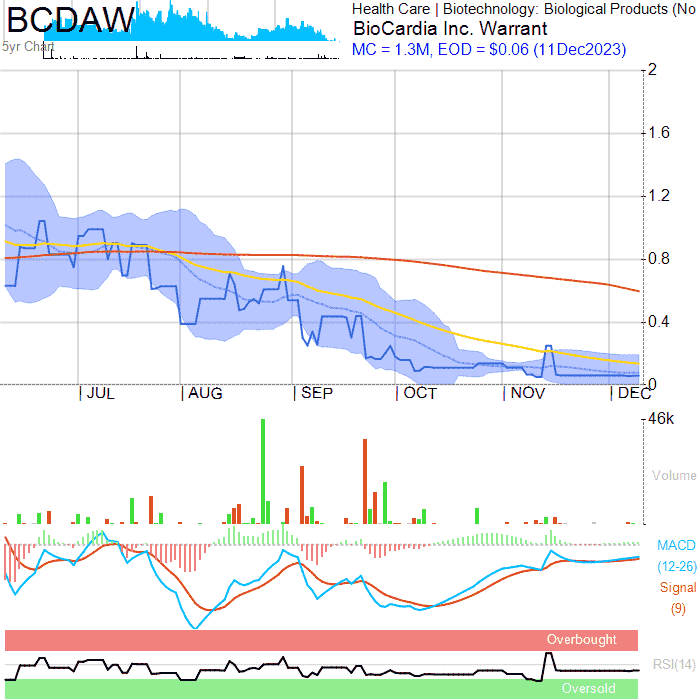 BCDAW
5yr Chart
Health Care | Biotechnology: Biological Products (No
BioCardia Inc. Warrant
MC = 1.3M, EOD = $0.06 (11Dec2023)
2
1.6
1.2
0.8
0.4
0
JUL AUG SEP OCT NOV DEC
46k
Volume
MACD
(12-26)
Signal
(9)
Overbought
RSI(14)
Oversold